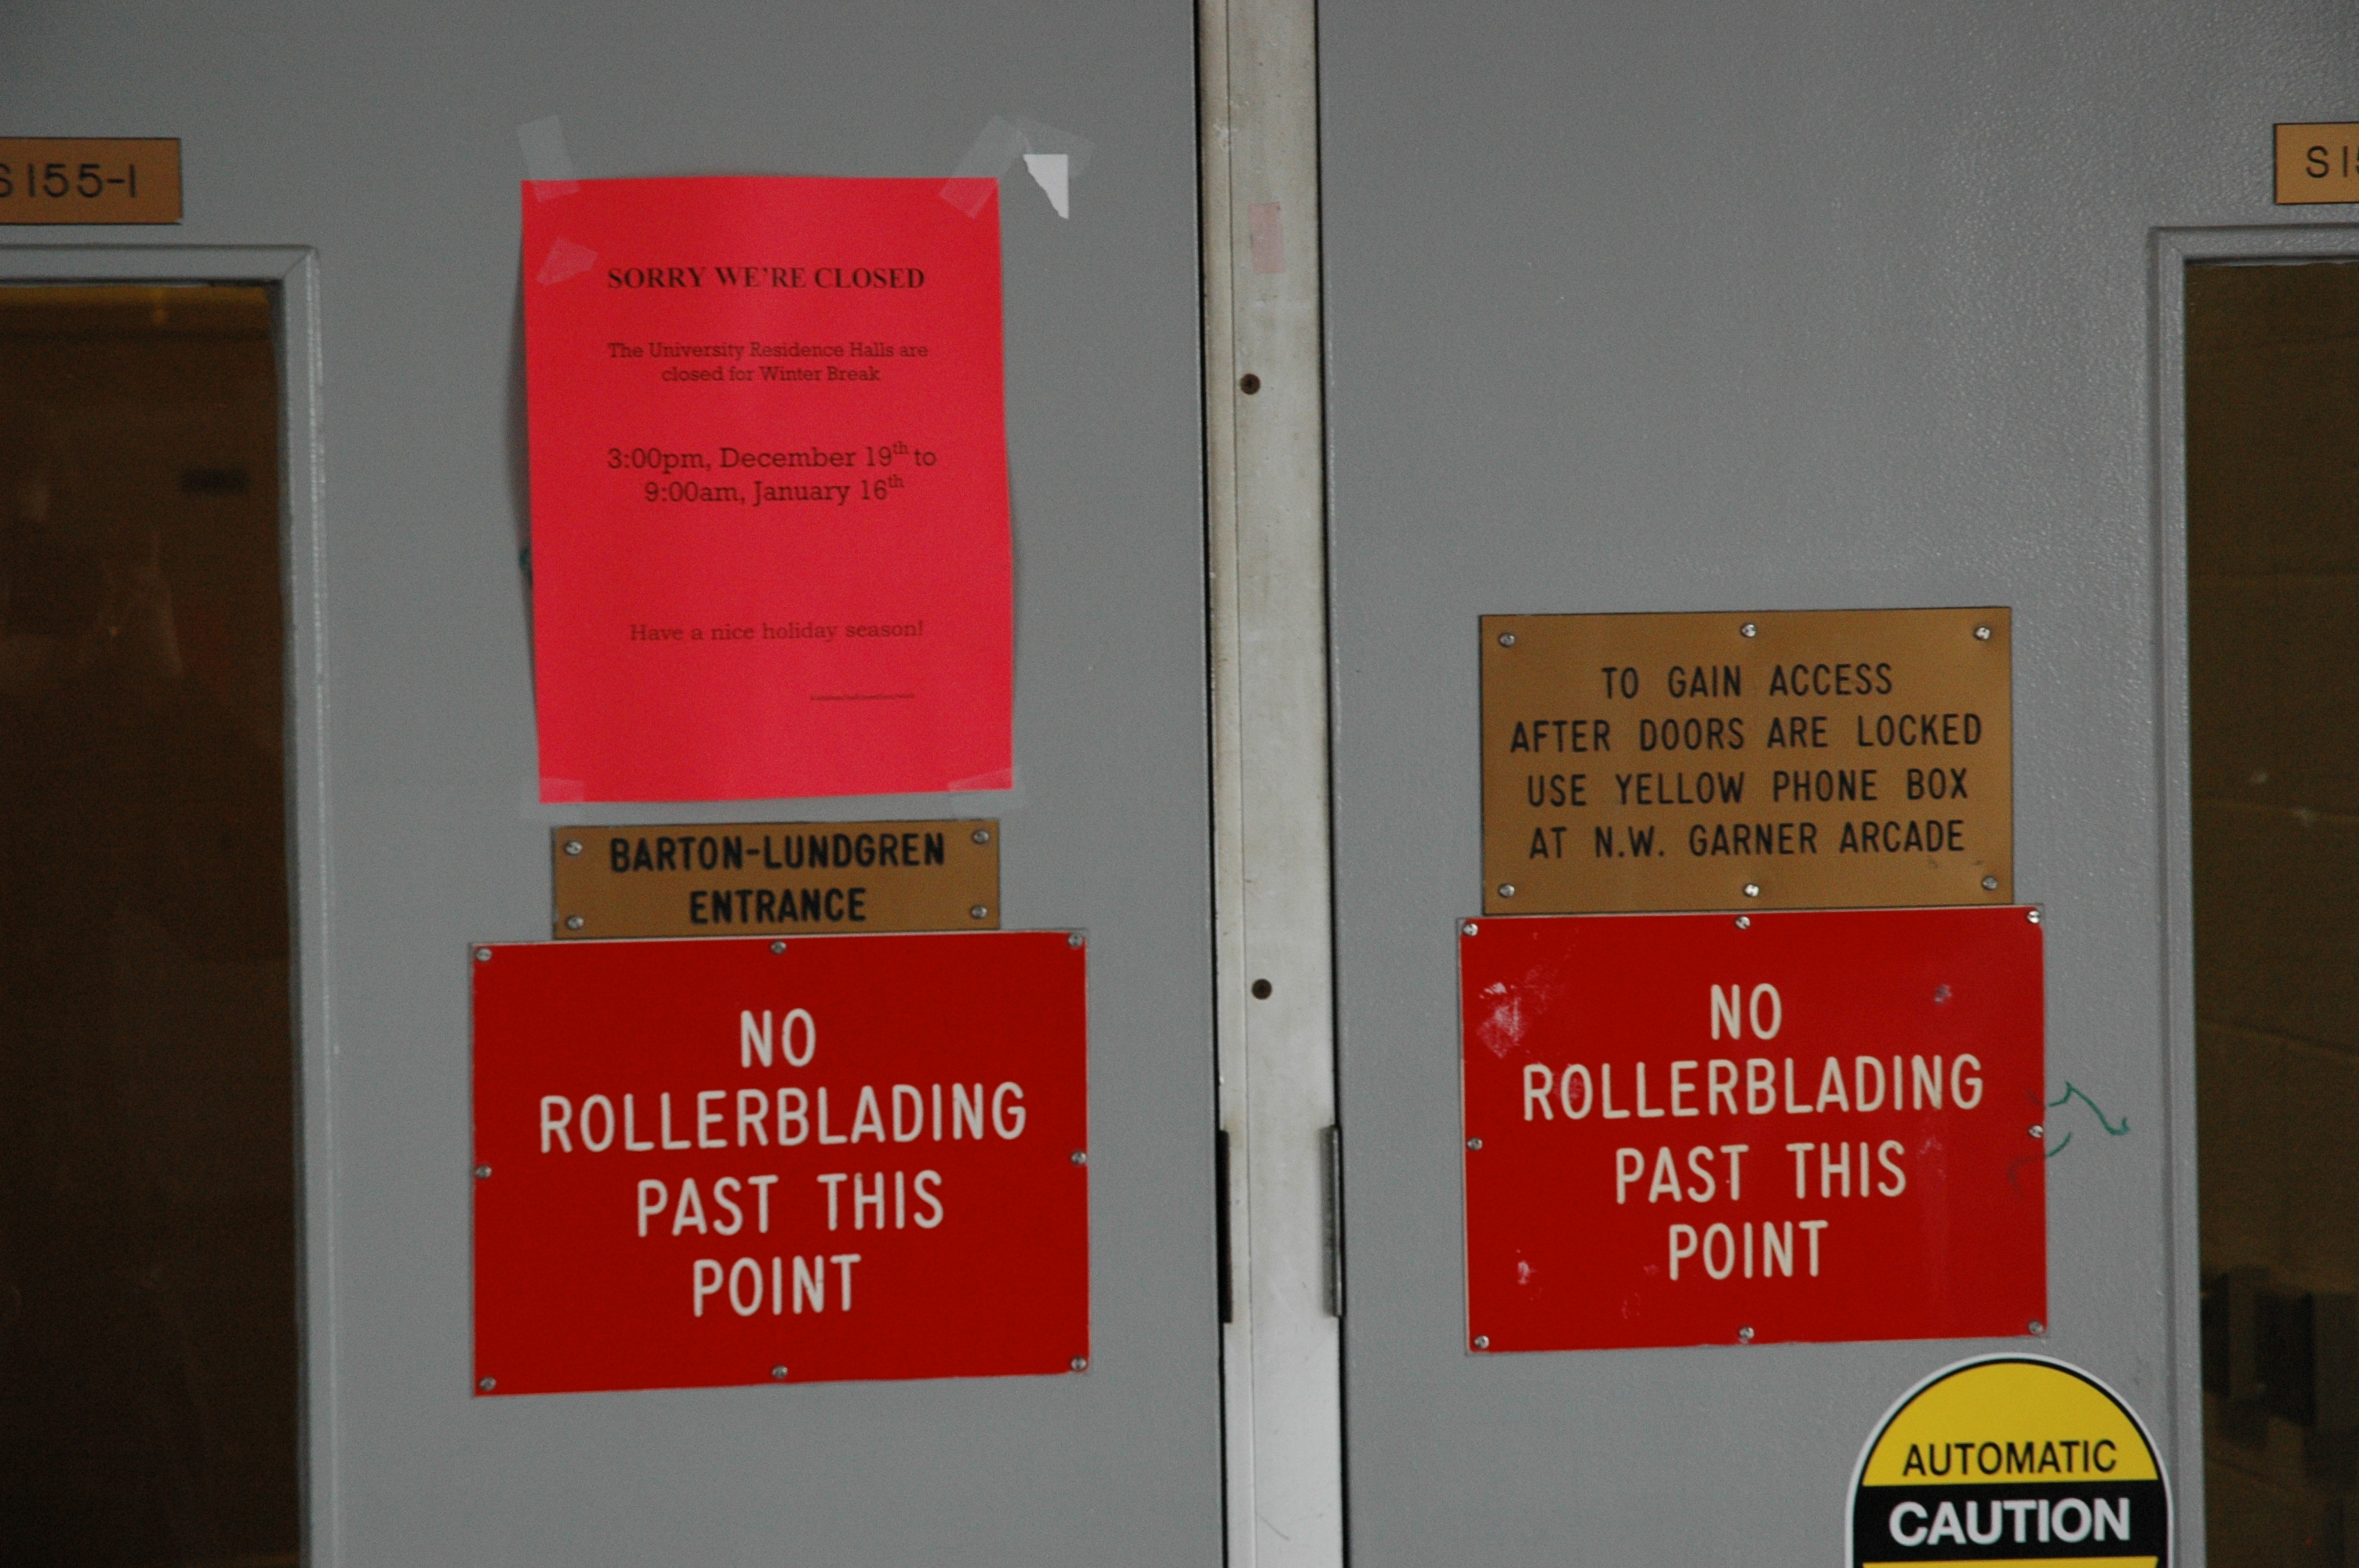 S155-1
SORRY WE'RE CLOSED
The University Residence Halls are
closed for Winter Break
3:00pm, December 19th to
9:00am, January 16th
Have a nice holiday season!
BARTON-LUNDGREN
ENTRANCE
NO
ROLLERBLADING
PAST THIS
POINT
TO GAIN ACCESS
AFTER DOORS ARE LOCKED
USE YELLOW PHONE BOX
AT N.W. GARNER ARCADE
NO
ROLLERBLADING
PAST THIS
POINT
AUTOMATIC
CAUTION